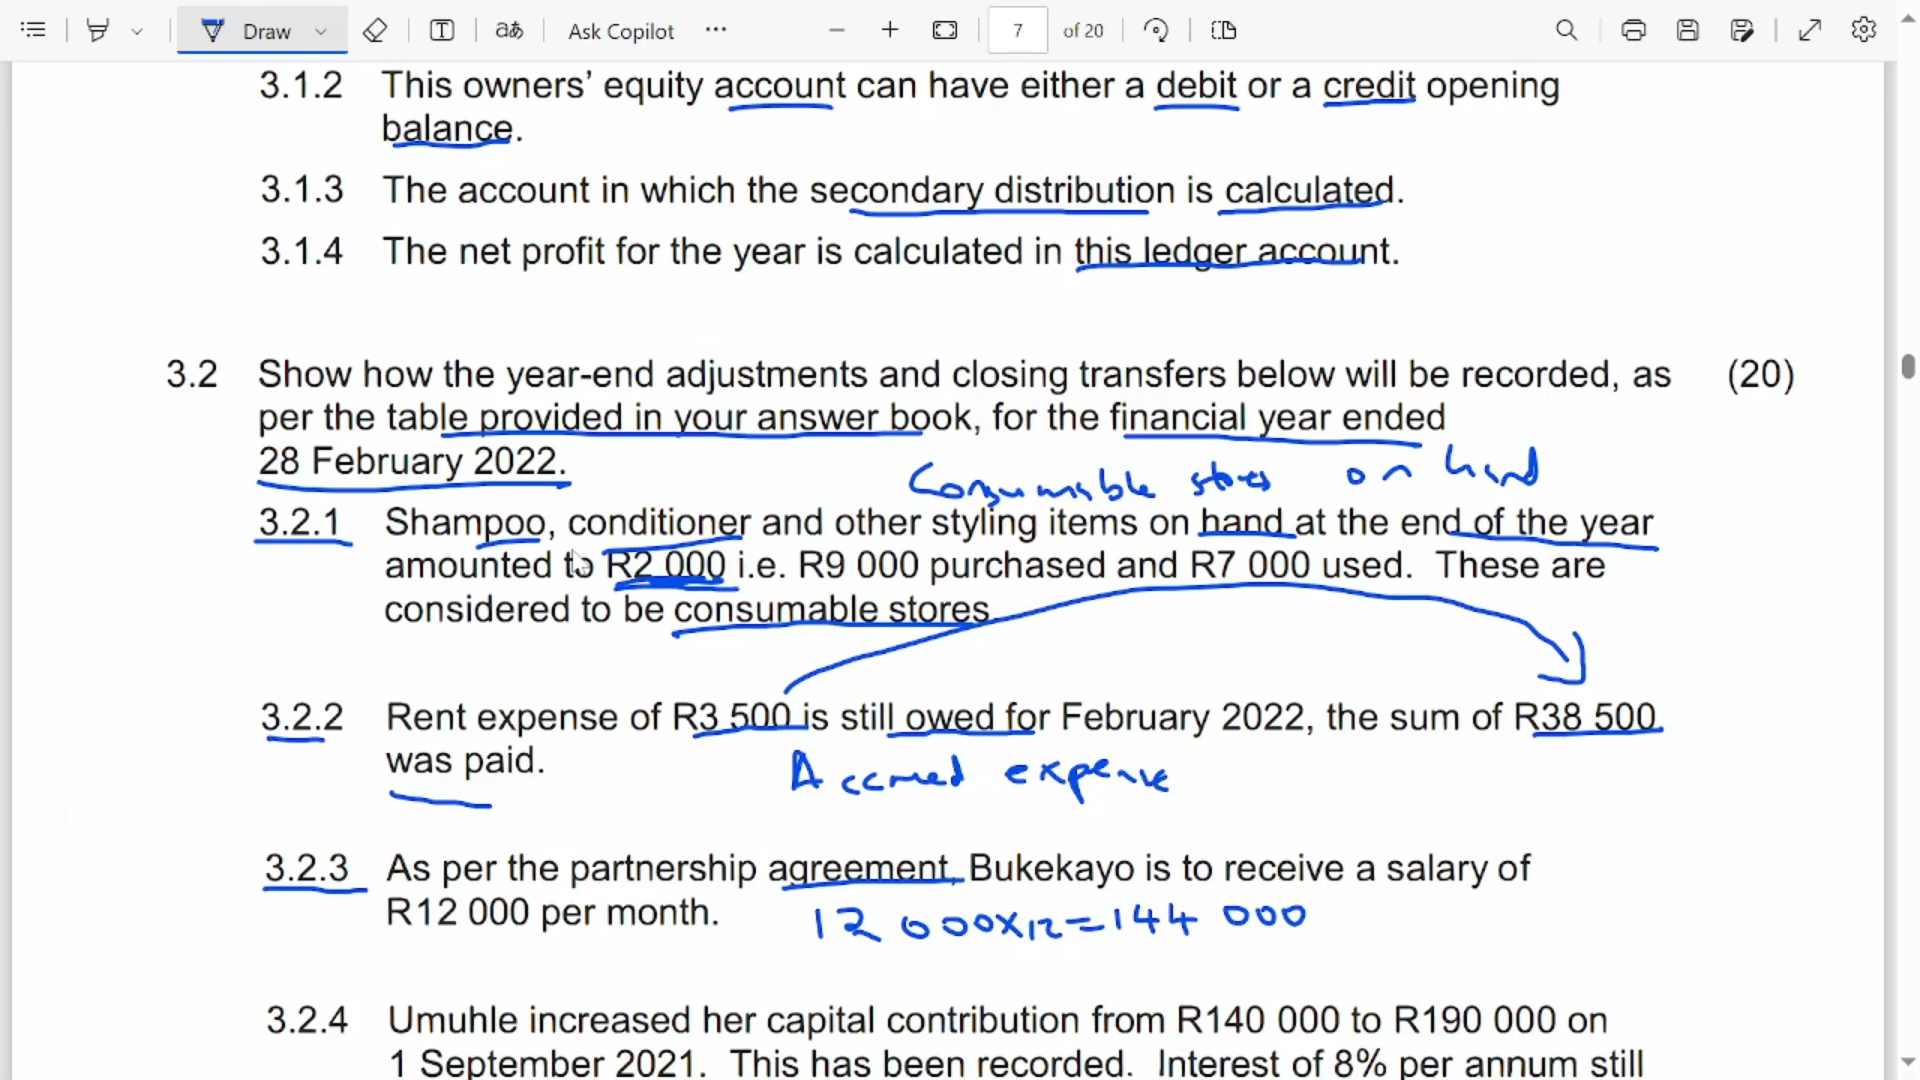 Draw
aあ
Ask Copilot
7
of 20
3.1.2 This owners' equity account can have either a debit or a credit opening
balance.
3.1.3 The account in which the secondary distribution is calculated.
3.1.4 The net profit for the year is calculated in this ledger account.
3.2 Show how the year-end adjustments and closing transfers below will be recorded, as (20)
per the table provided in your answer book, for the financial year ended
28 February 2022.
Consumable stores on hand
3.2.1 Shampoo, conditioner and other styling items on hand at the end of the year
amounted to R2 000 i.e. R9 000 purchased and R7 000 used. These are
considered to be consumable stores.
3.2.2 Rent expense of R3 500 is still owed for February 2022, the sum of R38 500
was paid.
Accrued expense
3.2.3 As per the partnership agreement, Bukekayo is to receive a salary of
R12 000 per month.
12 000x12=144 000
3.2.4 Umuhle increased her capital contribution from R140 000 to R190 000 on
1 September 2021. This has been recorded. Interest of 8% per annum still